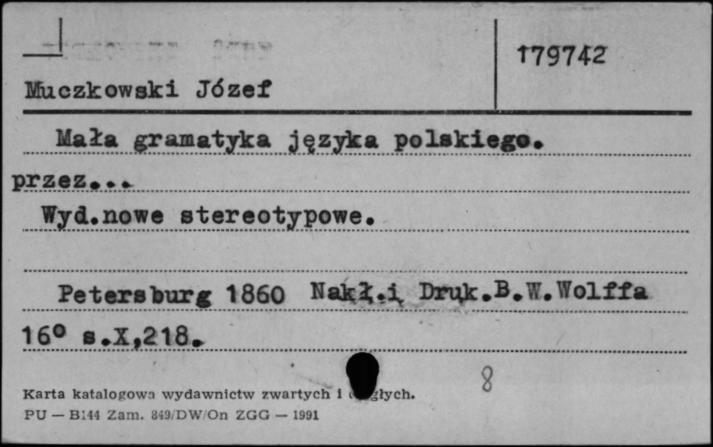 179742
Muczkowski Józef
Mała gramatyka języka polskiego.
przez...
Wyd.nowe stereotypowe.
Petersburg 1860 Nakł.i Druk.B.W.Wolffa
16° s.X,218.
8
Karta katalogowa wydawnictw zwartych i
PU — B144 Zam. 849/DW/On ZGG — 1991